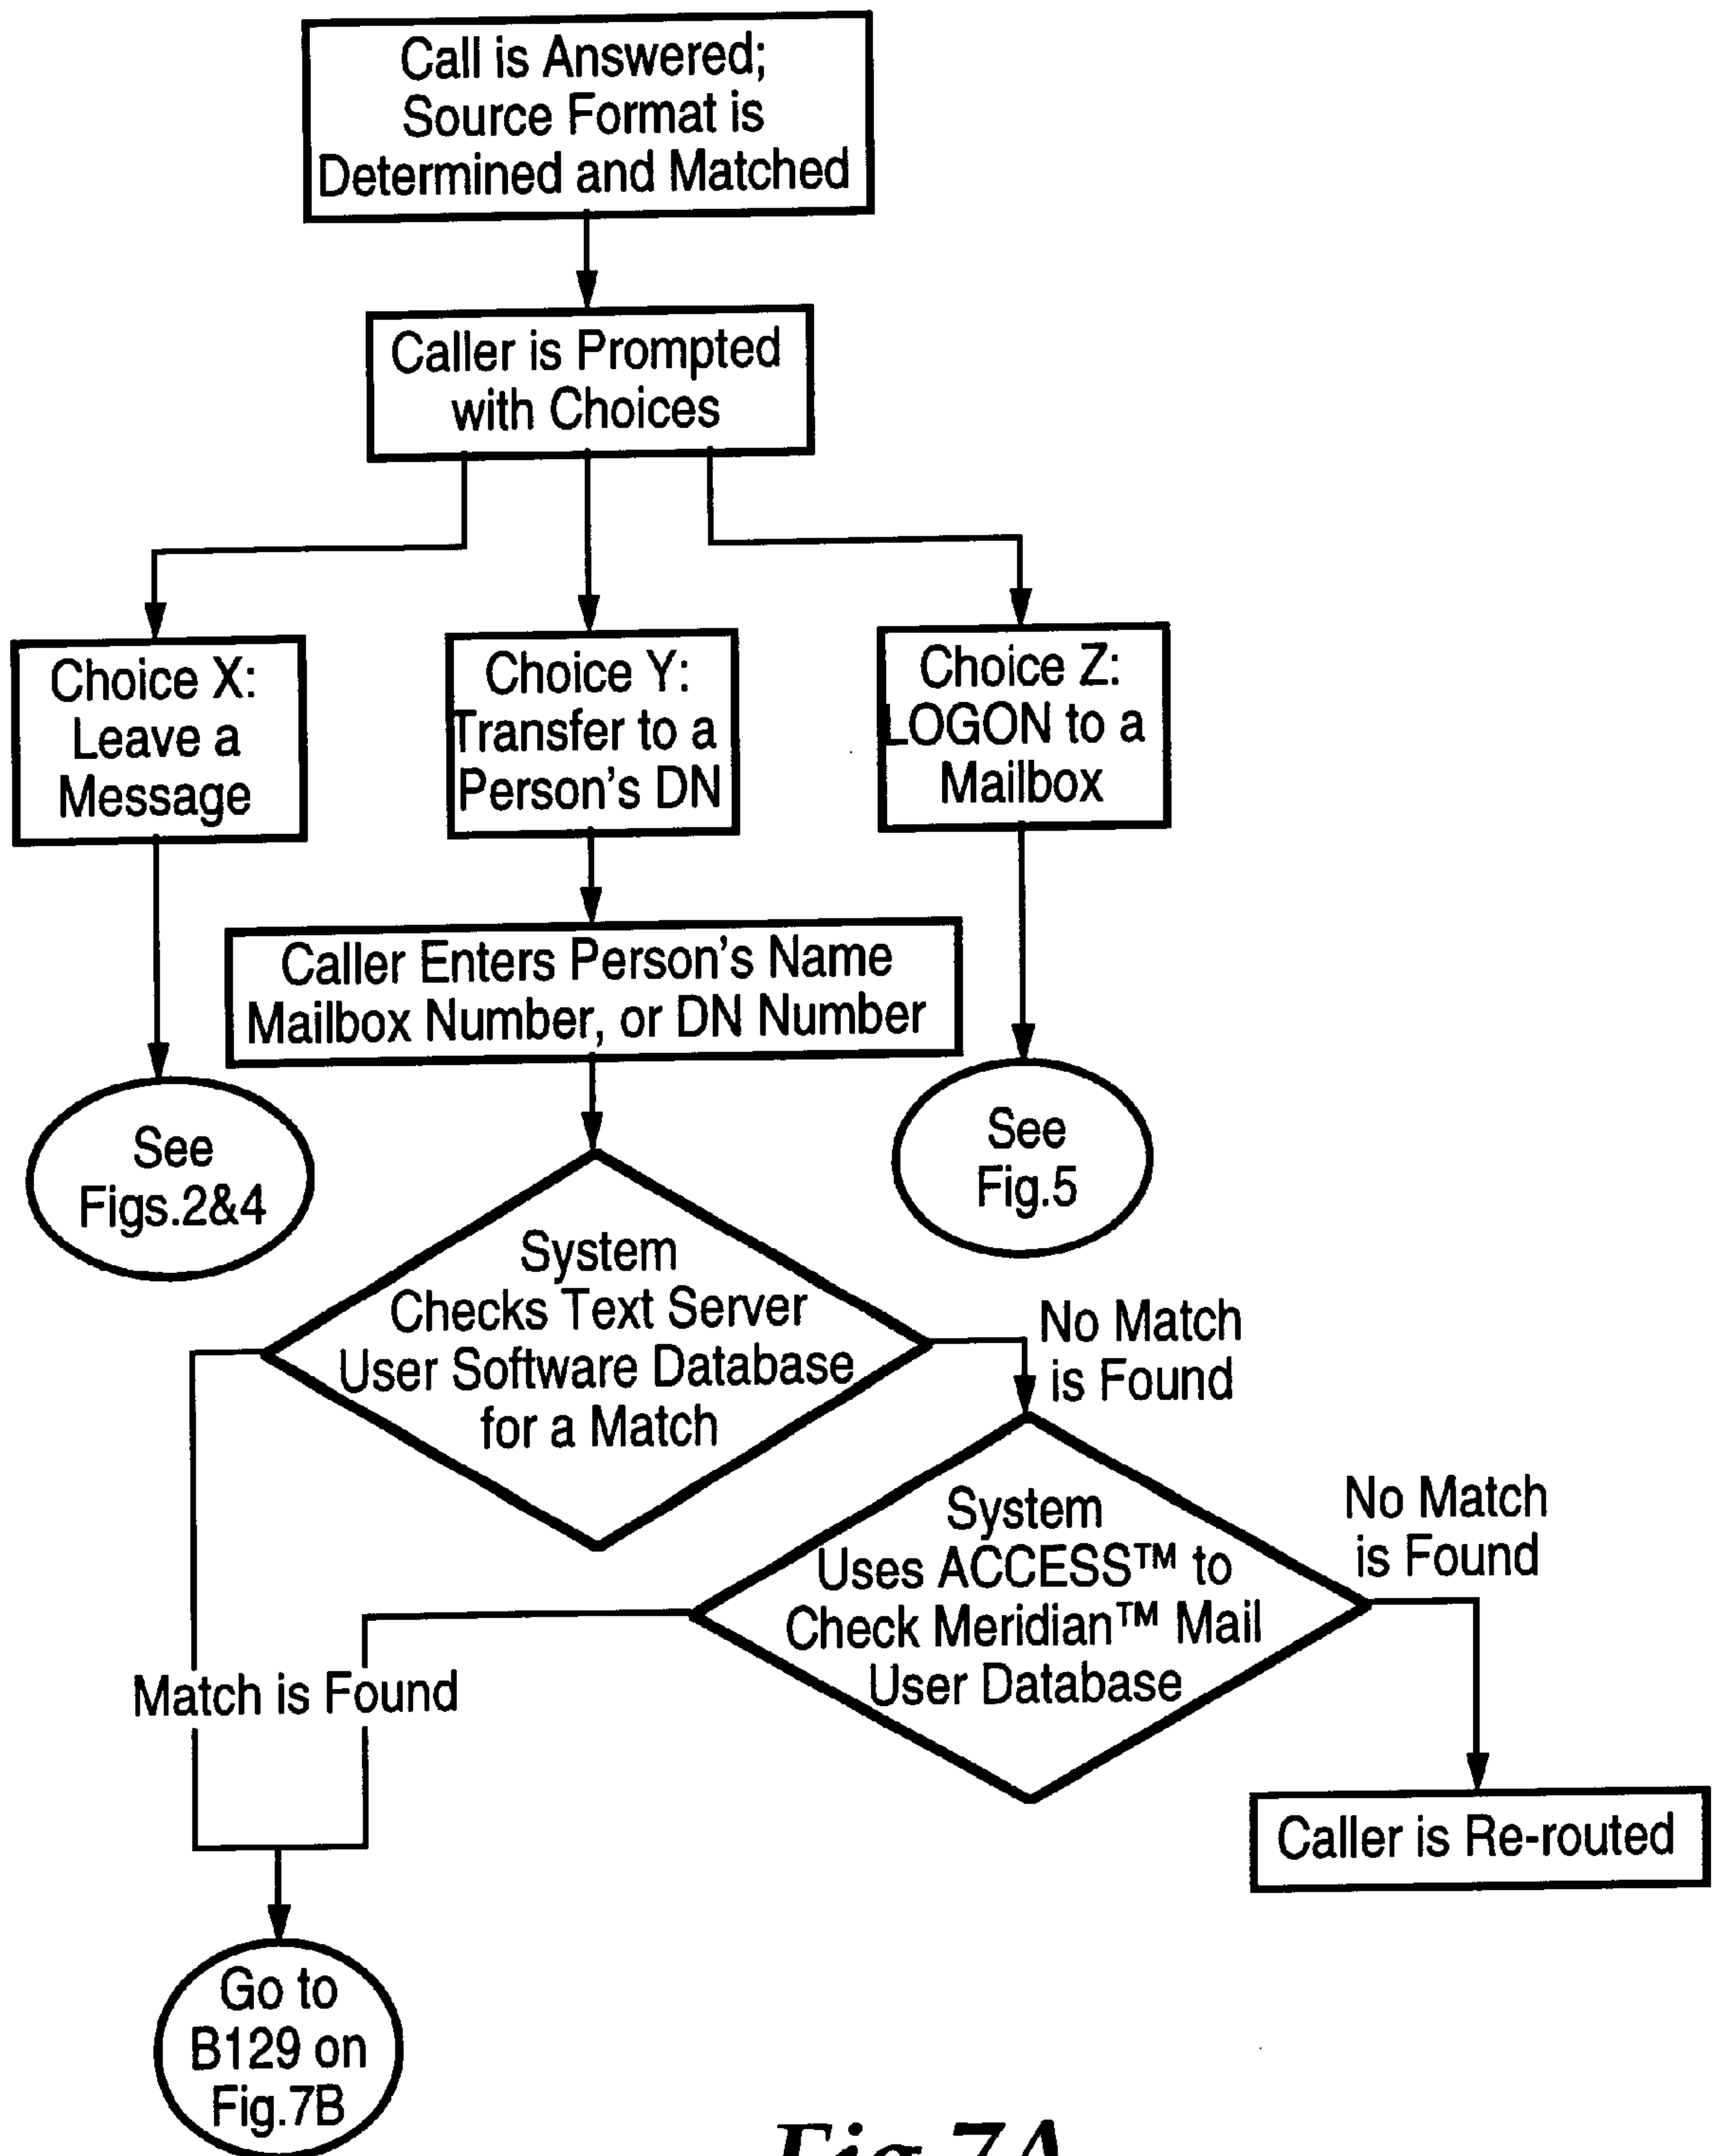 Call is Answered;
Source Format is
Determined and Matched
Caller is Prompted
with Choices
Choice X:
Leave a
Message
Choice Y:
Transfer to a
Person's DN
Choice Z:
LOGON to a
Mailbox
Caller Enters Person's Name
Mailbox Number, or DN Number
See
Figs.2&4
See
Fig.5
System
Checks Text Server
User Software Database
for a Match
No Match
is Found
System
Uses ACCESS™ to
Check Meridian™ Mail
User Database
No Match
is Found
Match is Found
Caller is Re-routed
Go to
B129 on
Fig.7B
Fig.7A